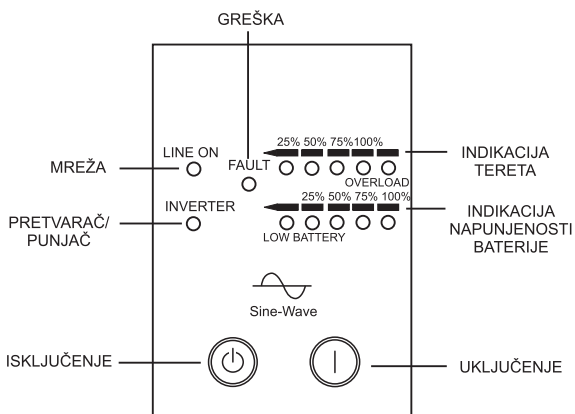 GREŠKA
25% 50% 75% 100%
LINE ON
FAULT
MREŽA
INDIKACIJA
TERETA
OVERLOAD
25% 50% 75% 100%
INVERTER
PRETVARAČ/
PUNJAČ
LOW BATTERY
INDIKACIJA
NAPUNJENOSTI
BATERIJE
Sine-Wave
ISKLJUČENJE
UKLJUČENJE